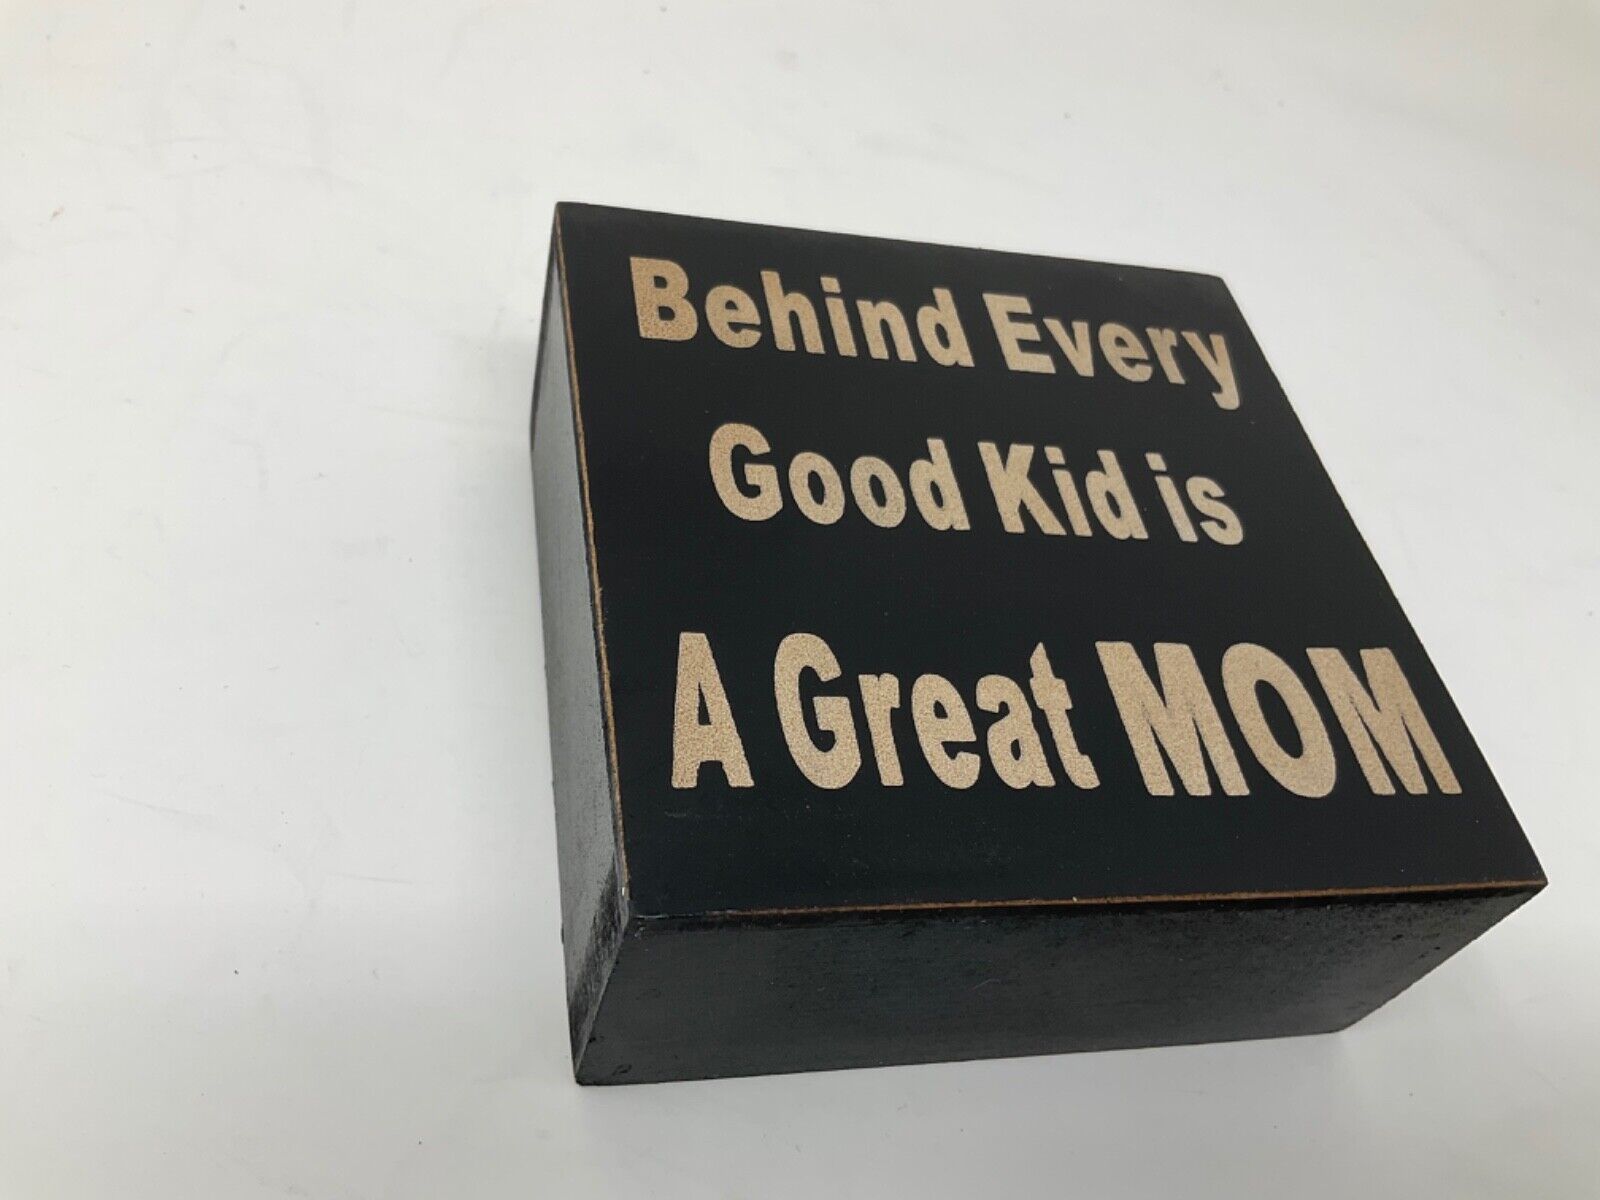 Behind Every
Good Kid is
A Great MOM